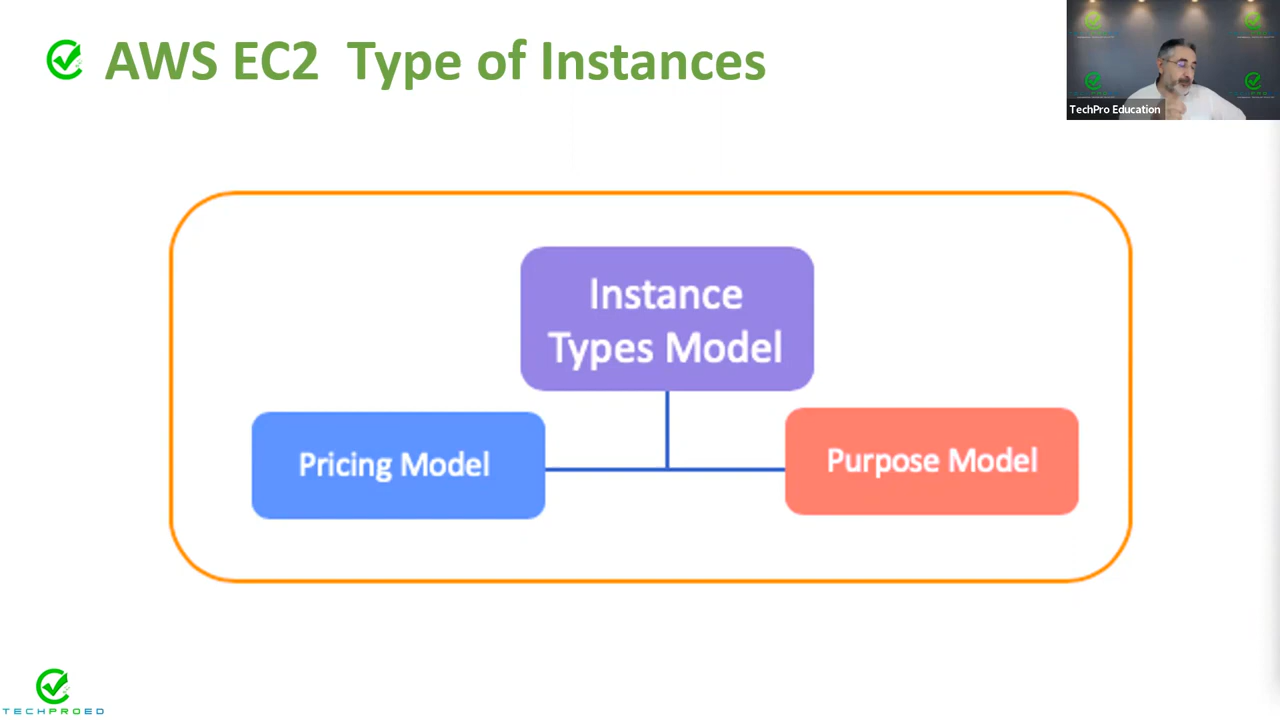 AWS EC2 Type of Instances
TechPro Education
Instance
Types Model
Pricing Model
Purpose Model
TECHPROED